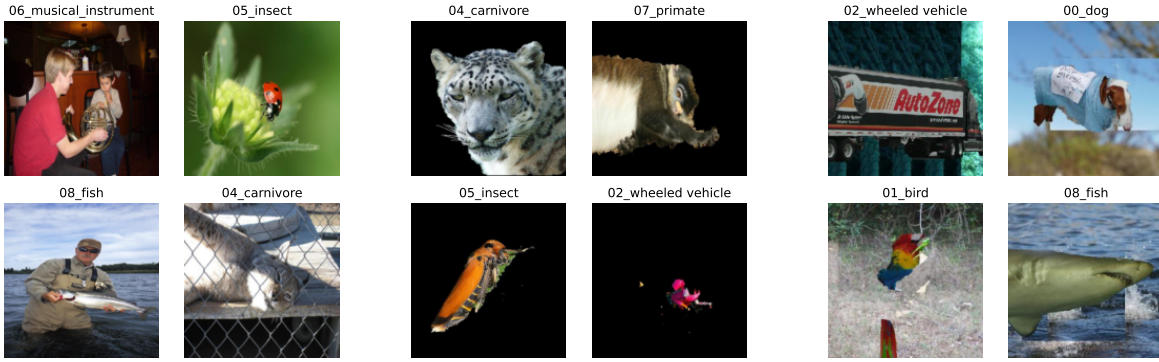 06_musical_instrument
05_insect
04_carnivore
07_primate
02_wheeled vehicle
00_dog
AutoZone
08_fish
04_carnivore
05_insect
02_wheeled vehicle
01_bird
08_fish